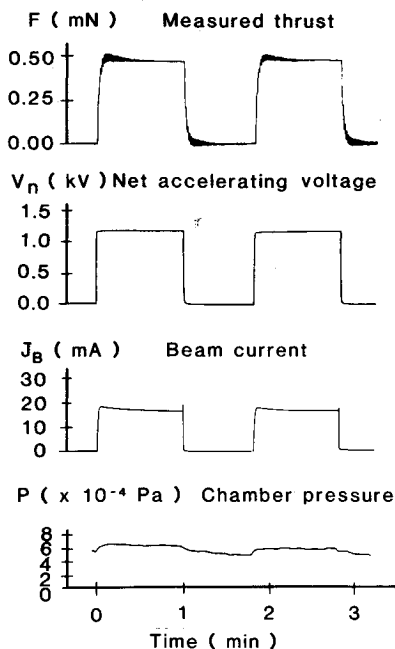 F ( mN ) Measured thrust
0.50
0.25
0.00
Vn ( kV ) Net accelerating voltage
1.5
1.0
0.5
0.0
JB ( mA ) Beam current
30
20
10
0
P ( x 10⁻⁴ Pa ) Chamber pressure
8
6
4
2
0
0 1 2 3
Time ( min )